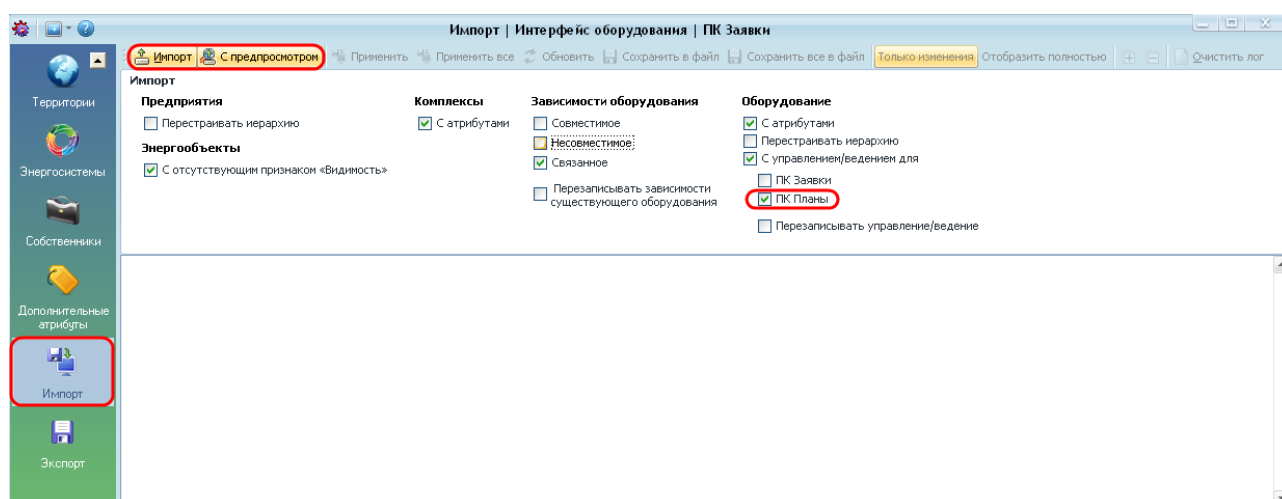 Импорт | Интерфейс оборудования | ПК Заявки
Импорт С предпросмотром Применить Применить все Обновить Сохранить в файл Сохранить все в файл Только изменения Отобразить полностью Очистить лог
Импорт
Предприятия Комплексы Зависимости оборудования Оборудование
Перестраивать иерархию С атрибутами Совместимое С атрибутами
Энергообъекты Несовместимое Перестраивать иерархию
С отсутствующим признаком «Видимость» Связанное С управлением/ведением для
ПК Заявки
Перезаписывать зависимости
существующего оборудования
ПК Планы
Перезаписывать управление/ведение
Территории
Энергосистемы
Собственники
Дополнительные
атрибуты
Импорт
Экспорт